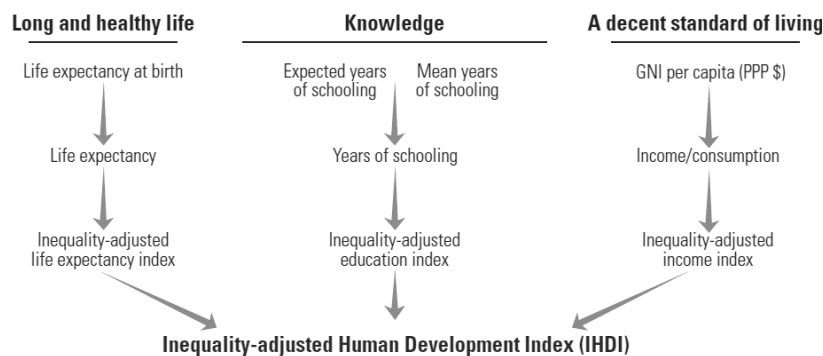 Long and healthy life
Knowledge
A decent standard of living
Life expectancy at birth
Expected years
of schooling
Mean years
of schooling
GNI per capita (PPP $)
Life expectancy
Years of schooling
Income/consumption
Inequality-adjusted
life expectancy index
Inequality-adjusted
education index
Inequality-adjusted
income index
Inequality-adjusted Human Development Index (IHDI)